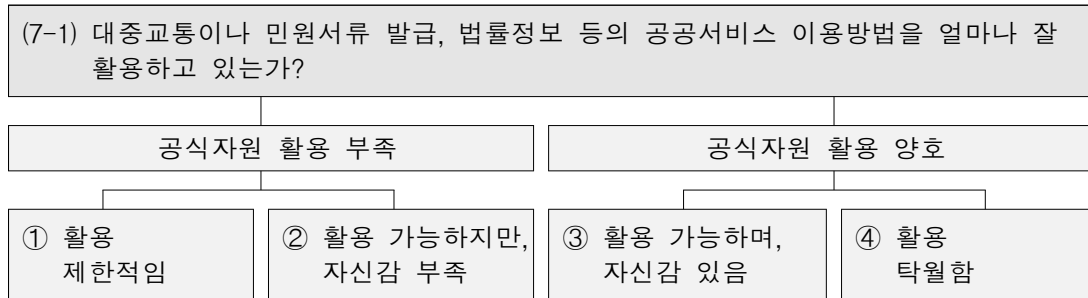 (7-1) 대중교통이나 민원서류 발급, 법률정보 등의 공공서비스 이용방법을 얼마나 잘
활용하고 있는가?
공식자원 활용 부족
공식자원 활용 양호
① 활용
제한적임
② 활용 가능하지만,
자신감 부족
③ 활용 가능하며,
자신감 있음
④ 활용
탁월함